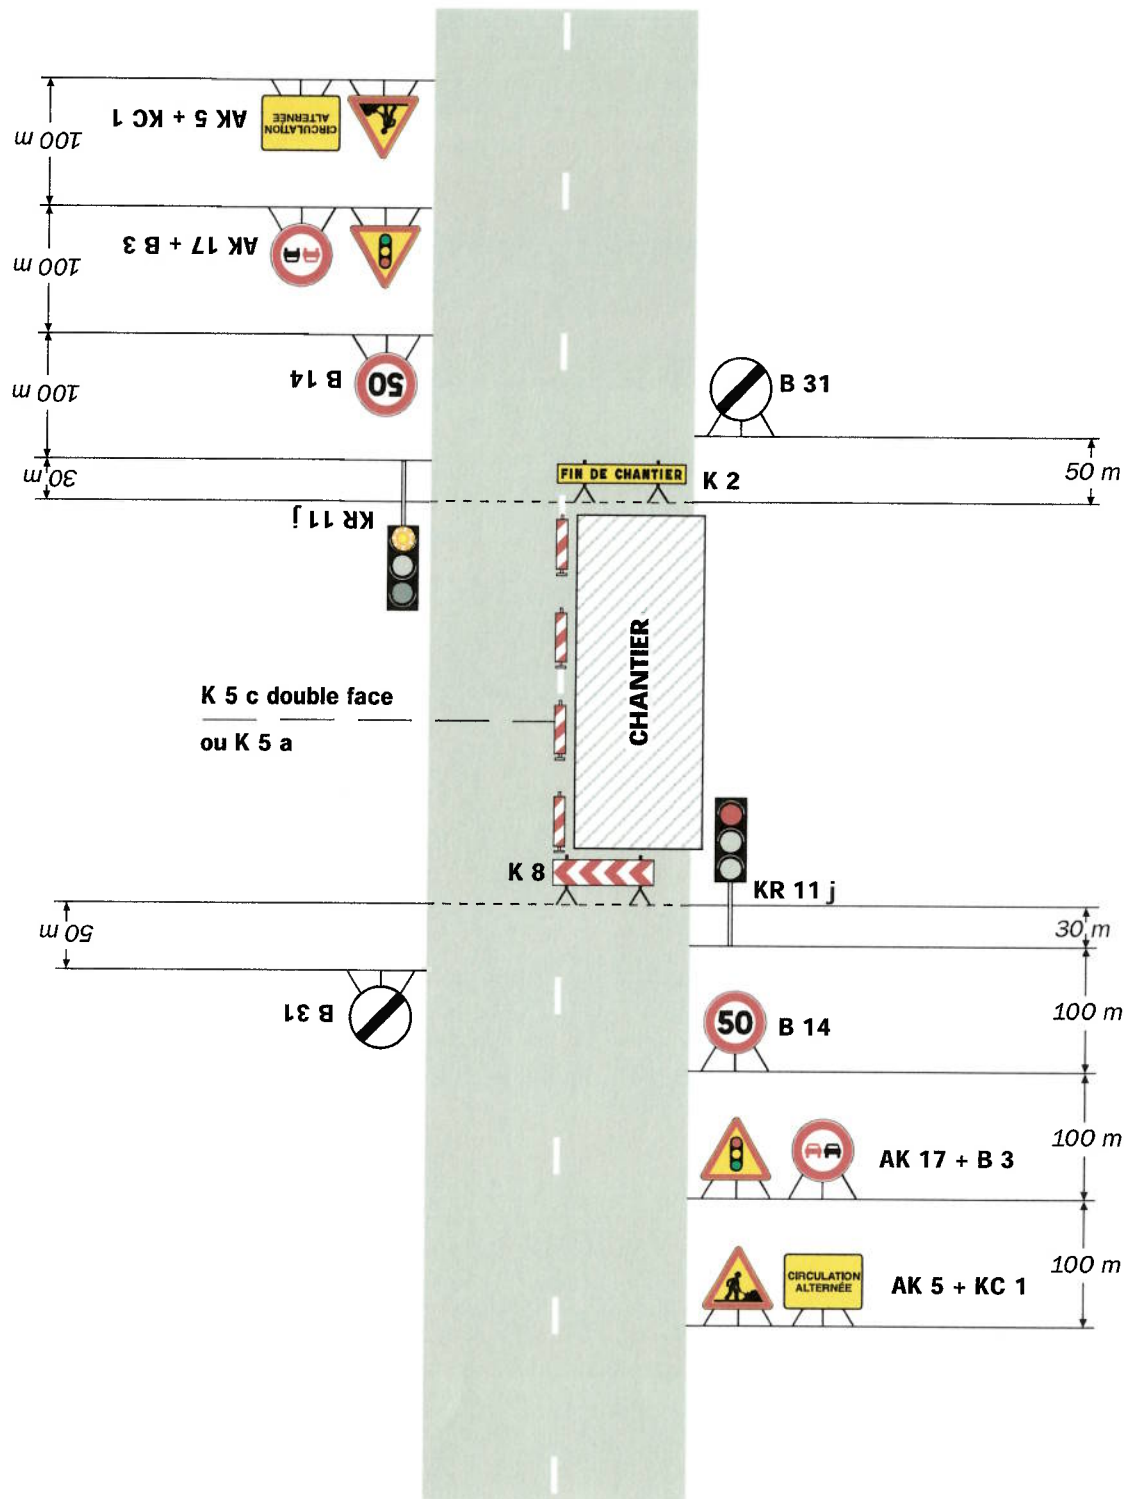 AK 5 + KC 1
CIRCULATION
ALTERNÉE
100 m
AK 17 + B 3
100 m
B 14
50
100 m
B 31
30 m
FIN DE CHANTIER
K 2
50 m
KR 11 j
CHANTIER
K 5 c double face
ou K 5 a
K 8
KR 11 j
50 m
30 m
B 31
50
B 14
100 m
AK 17 + B 3
100 m
CIRCULATION
ALTERNÉE
AK 5 + KC 1
100 m